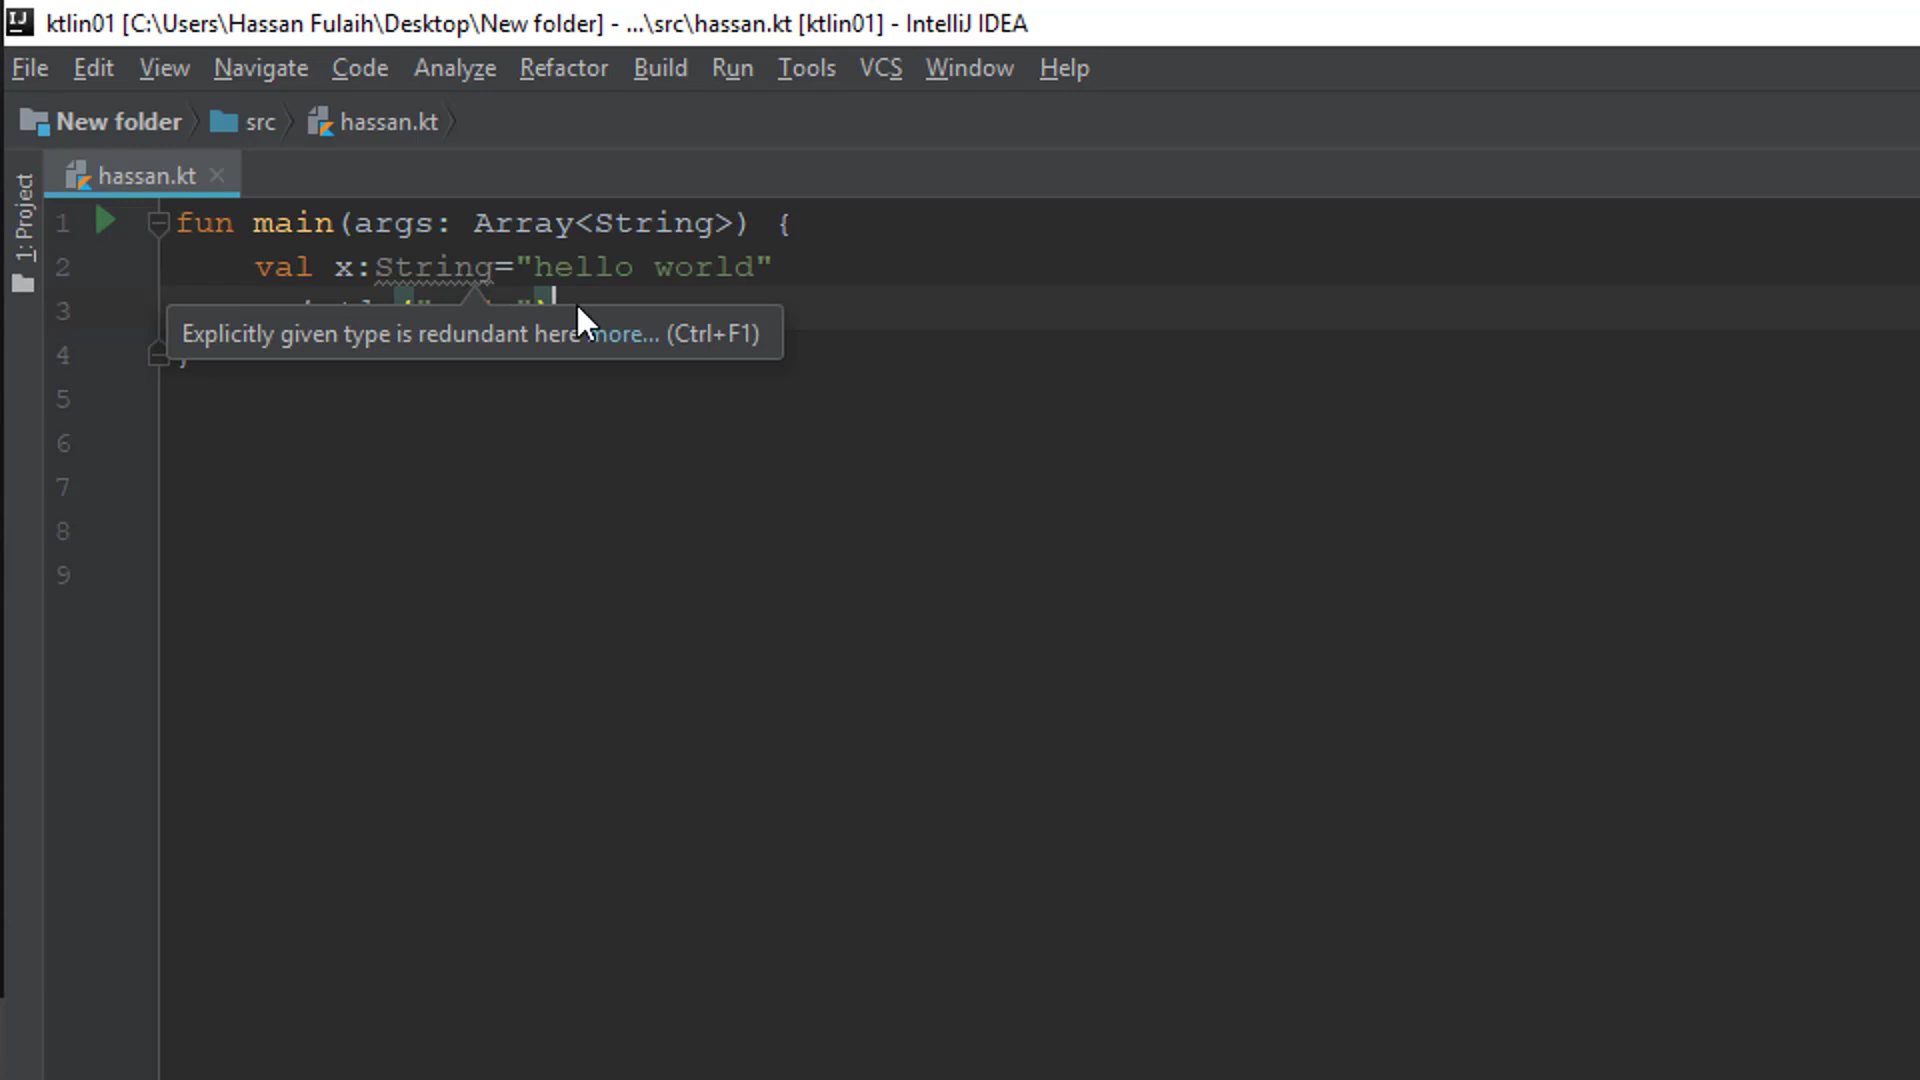 ktlin01 [C:\Users\Hassan Fulaih\Desktop\New folder] - ...\src\hassan.kt [ktlin01] - IntelliJ IDEA
File Edit View Navigate Code Analyze Refactor Build Run Tools VCS Window Help
New folder src hassan.kt
1: Project
hassan.kt
1 fun main(args: Array<String>) {
2 val x:String="hello world"
3
Explicitly given type is redundant here more... (Ctrl+F1)
4
5
6
7
8
9